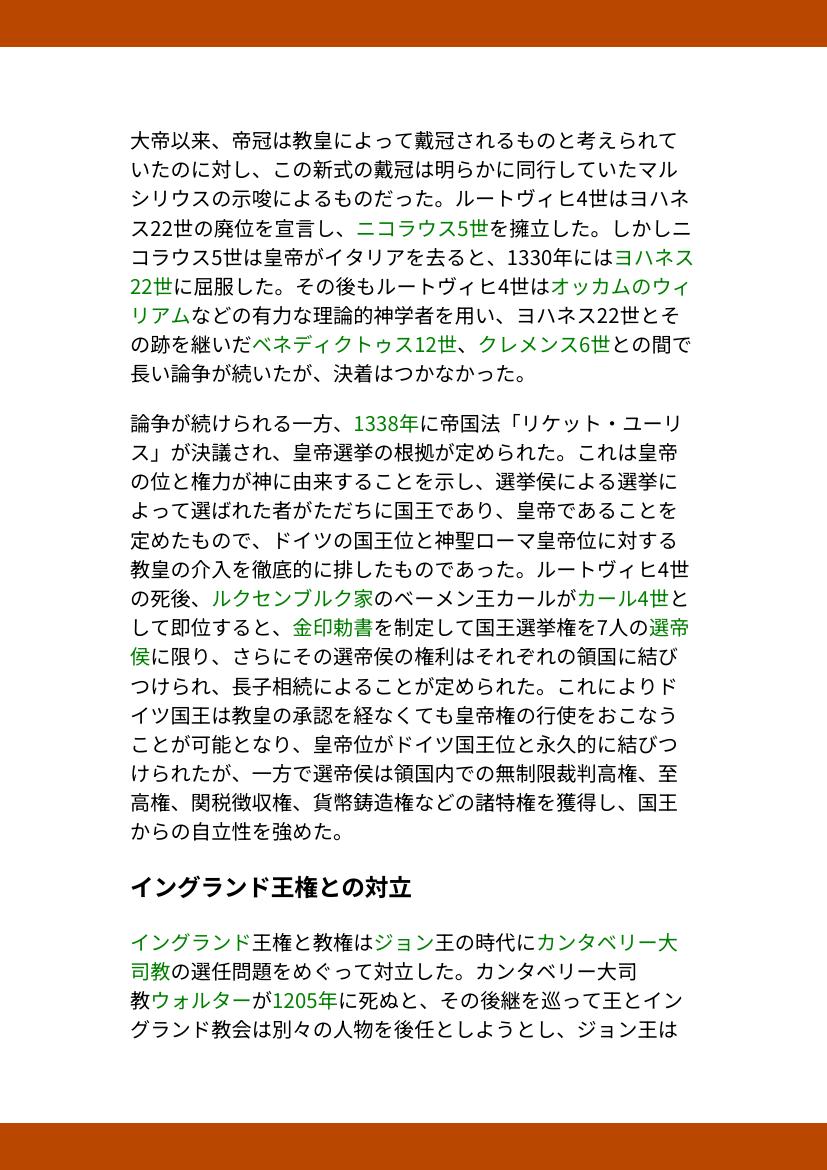 大帝以来、帝冠は教皇によって戴冠されるものと考えられて
いたのに対し、この新式の戴冠は明らかに同行していたマル
シリウスの示唆によるものだった。ルートヴィヒ4世はヨハネ
ス22世の廃位を宣言し、ニコラウス5世を擁立した。しかしニ
コラウス5世は皇帝がイタリアを去ると、1330年にはヨハネス
22世に屈服した。その後もルートヴィヒ4世はオッカムのウィ
リアムなどの有力な理論的神学者を用い、ヨハネス22世とそ
の跡を継いだベネディクトゥス12世、クレメンス6世との間で
長い論争が続いたが、決着はつかなかった。
論争が続けられる一方、1338年に帝国法「リケット・ユーリ
ス」が決議され、皇帝選挙の根拠が定められた。これは皇帝
の位と権力が神に由来することを示し、選挙侯による選挙に
よって選ばれた者がただちに国王であり、皇帝であることを
定めたもので、ドイツの国王位と神聖ローマ皇帝位に対する
教皇の介入を徹底的に排したものであった。ルートヴィヒ4世
の死後、ルクセンブルク家のベーメン王カールがカール4世と
して即位すると、金印勅書を制定して国王選挙権を7人の選帝
侯に限り、さらにその選帝侯の権利はそれぞれの領国に結び
つけられ、長子相続によることが定められた。これによりド
イツ国王は教皇の承認を経なくても皇帝権の行使をおこなう
ことが可能となり、皇帝位がドイツ国王位と永久的に結びつ
けられたが、一方で選帝侯は領国内での無制限裁判高権、至
高権、関税徴収権、貨幣鋳造権などの諸特権を獲得し、国王
からの自立性を強めた。
イングランド王権との対立
イングランド王権と教権はジョン王の時代にカンタベリー大
司教の選任問題をめぐって対立した。カンタベリー大司
教ウォルターが1205年に死ぬと、その後継を巡って王とイン
グランド教会は別々の人物を後任としようとし、ジョン王は